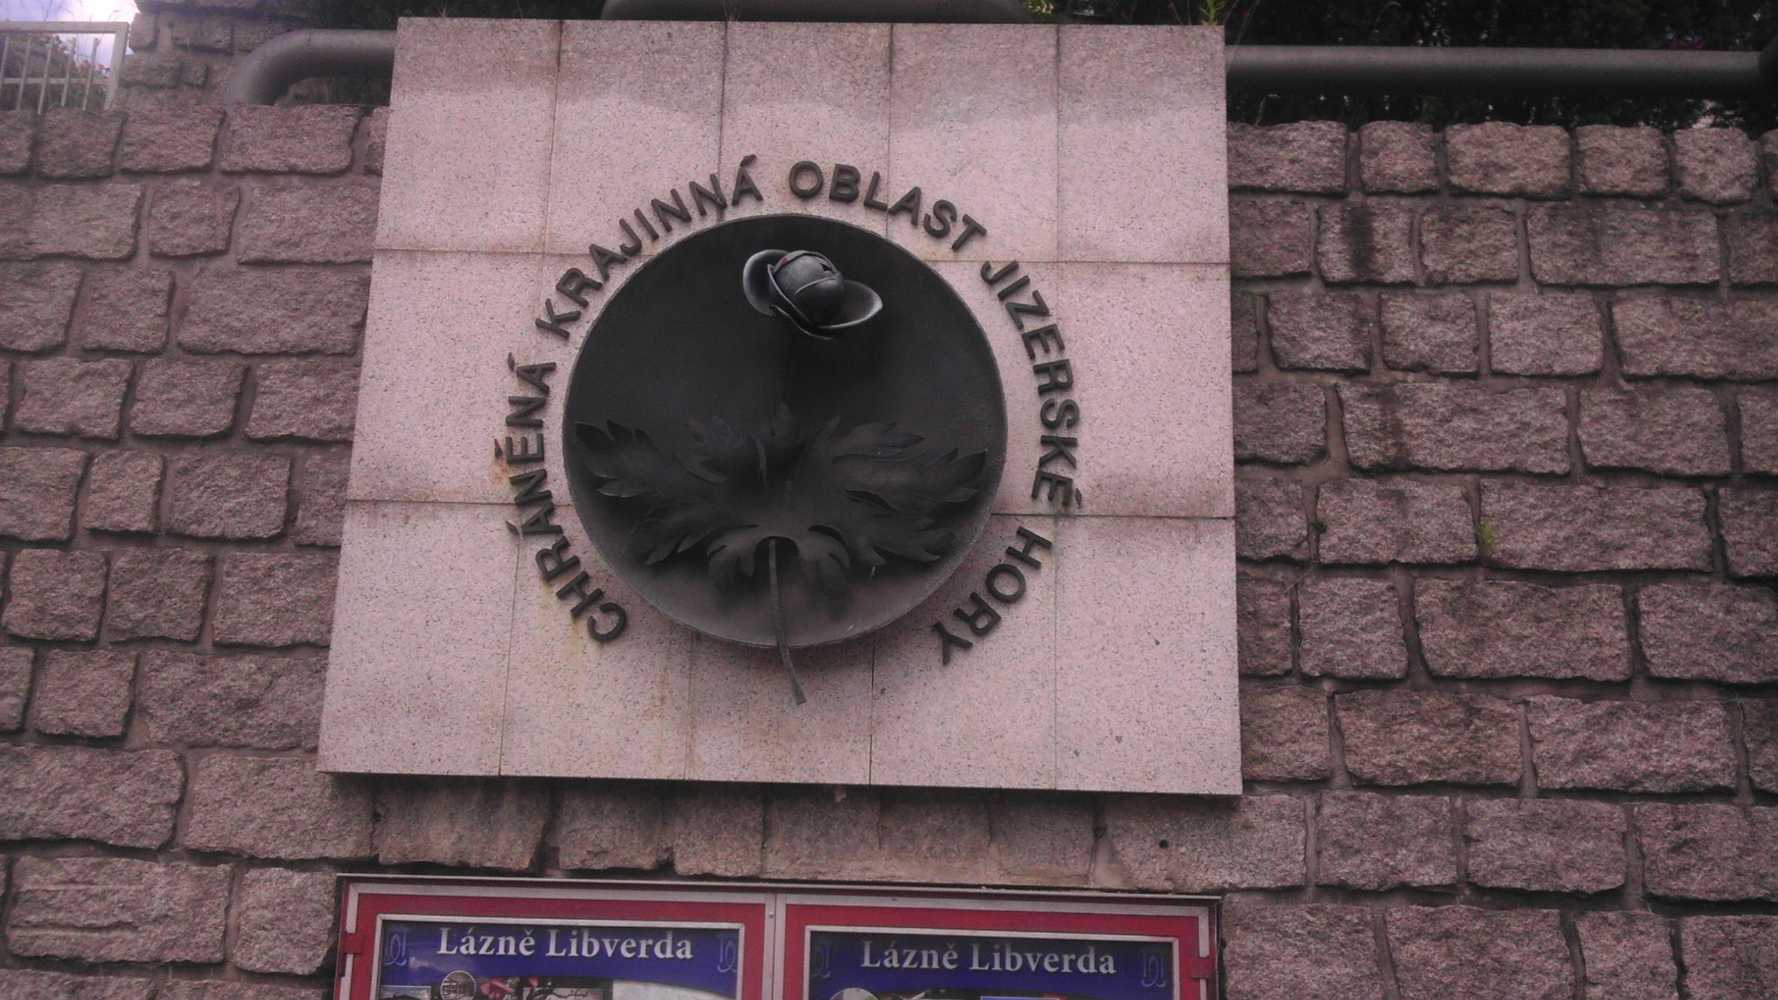 CHRÁNĚNÁ KRAJINNÁ OBLAST JIZERSKÉ HORY
Lázně Libverda
Lázně Libverda